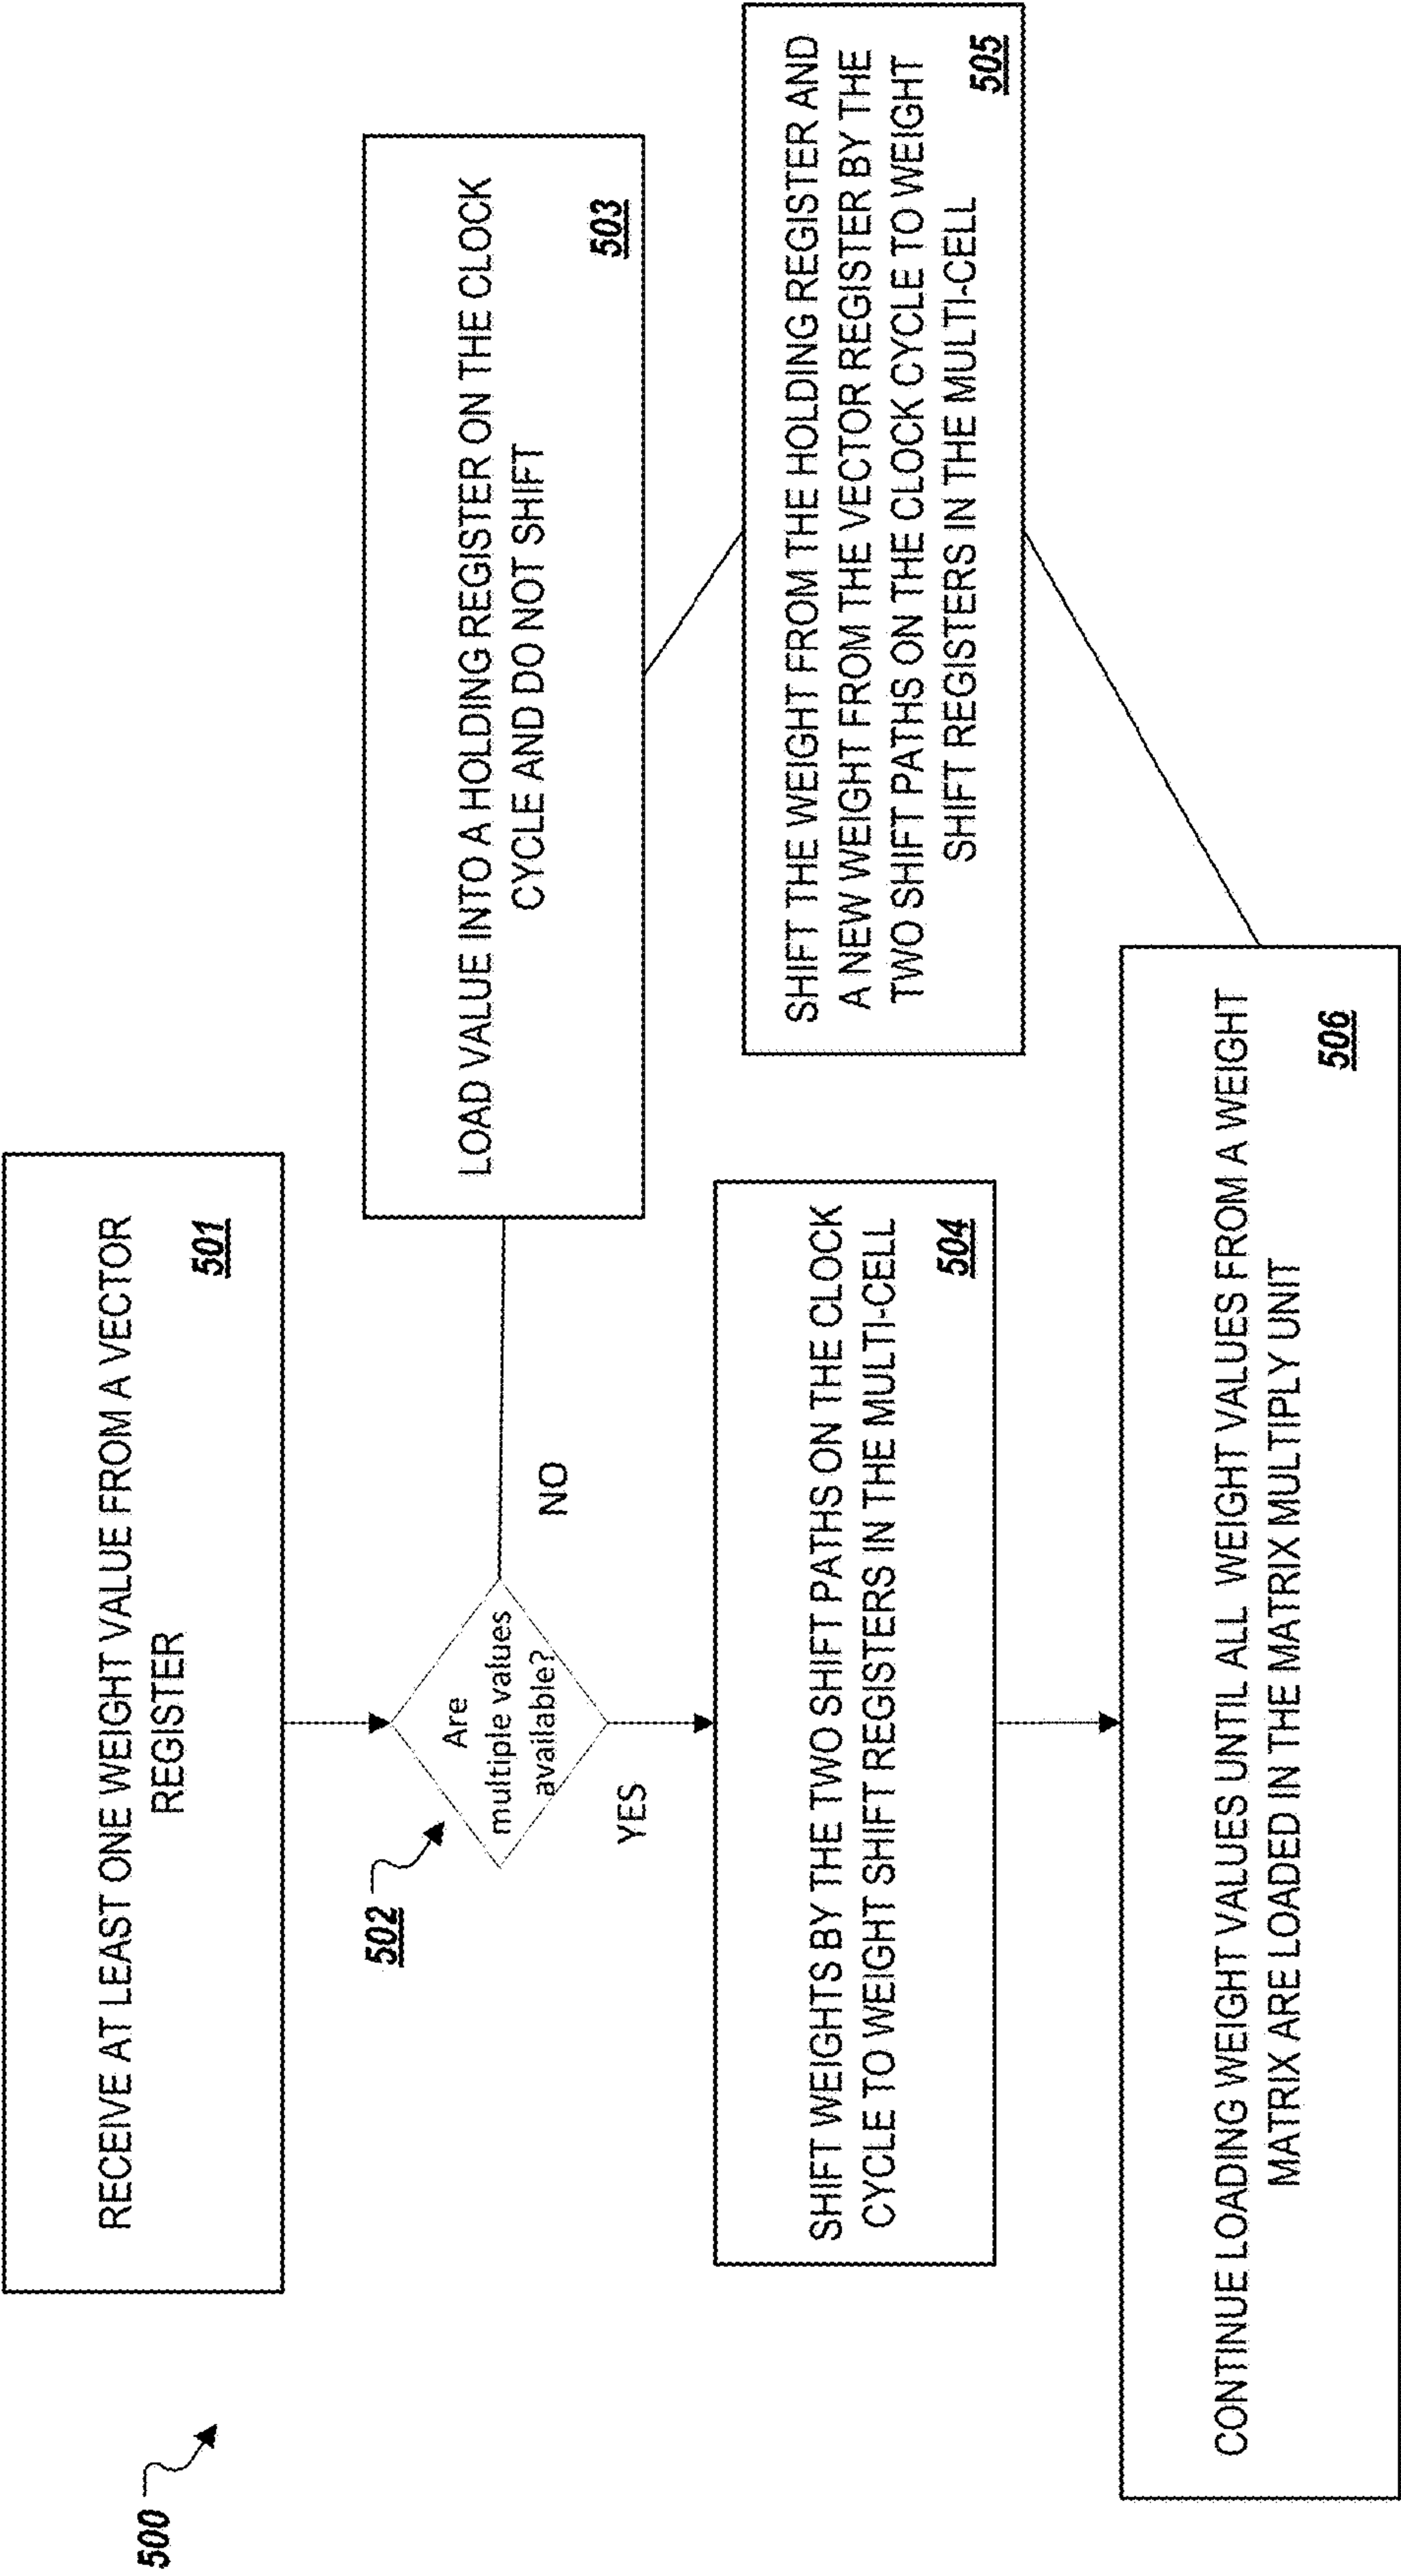 500
RECEIVE AT LEAST ONE WEIGHT VALUE FROM A VECTOR
REGISTER
501
502
Are
multiple values
available?
NO
YES
LOAD VALUE INTO A HOLDING REGISTER ON THE CLOCK
CYCLE AND DO NOT SHIFT
503
SHIFT WEIGHTS BY THE TWO SHIFT PATHS ON THE CLOCK
CYCLE TO WEIGHT SHIFT REGISTERS IN THE MULTI-CELL
504
SHIFT THE WEIGHT FROM THE HOLDING REGISTER AND
A NEW WEIGHT FROM THE VECTOR REGISTER BY THE
TWO SHIFT PATHS ON THE CLOCK CYCLE TO WEIGHT
SHIFT REGISTERS IN THE MULTI-CELL
505
CONTINUE LOADING WEIGHT VALUES UNTIL ALL WEIGHT VALUES FROM A WEIGHT
MATRIX ARE LOADED IN THE MATRIX MULTIPLY UNIT
506